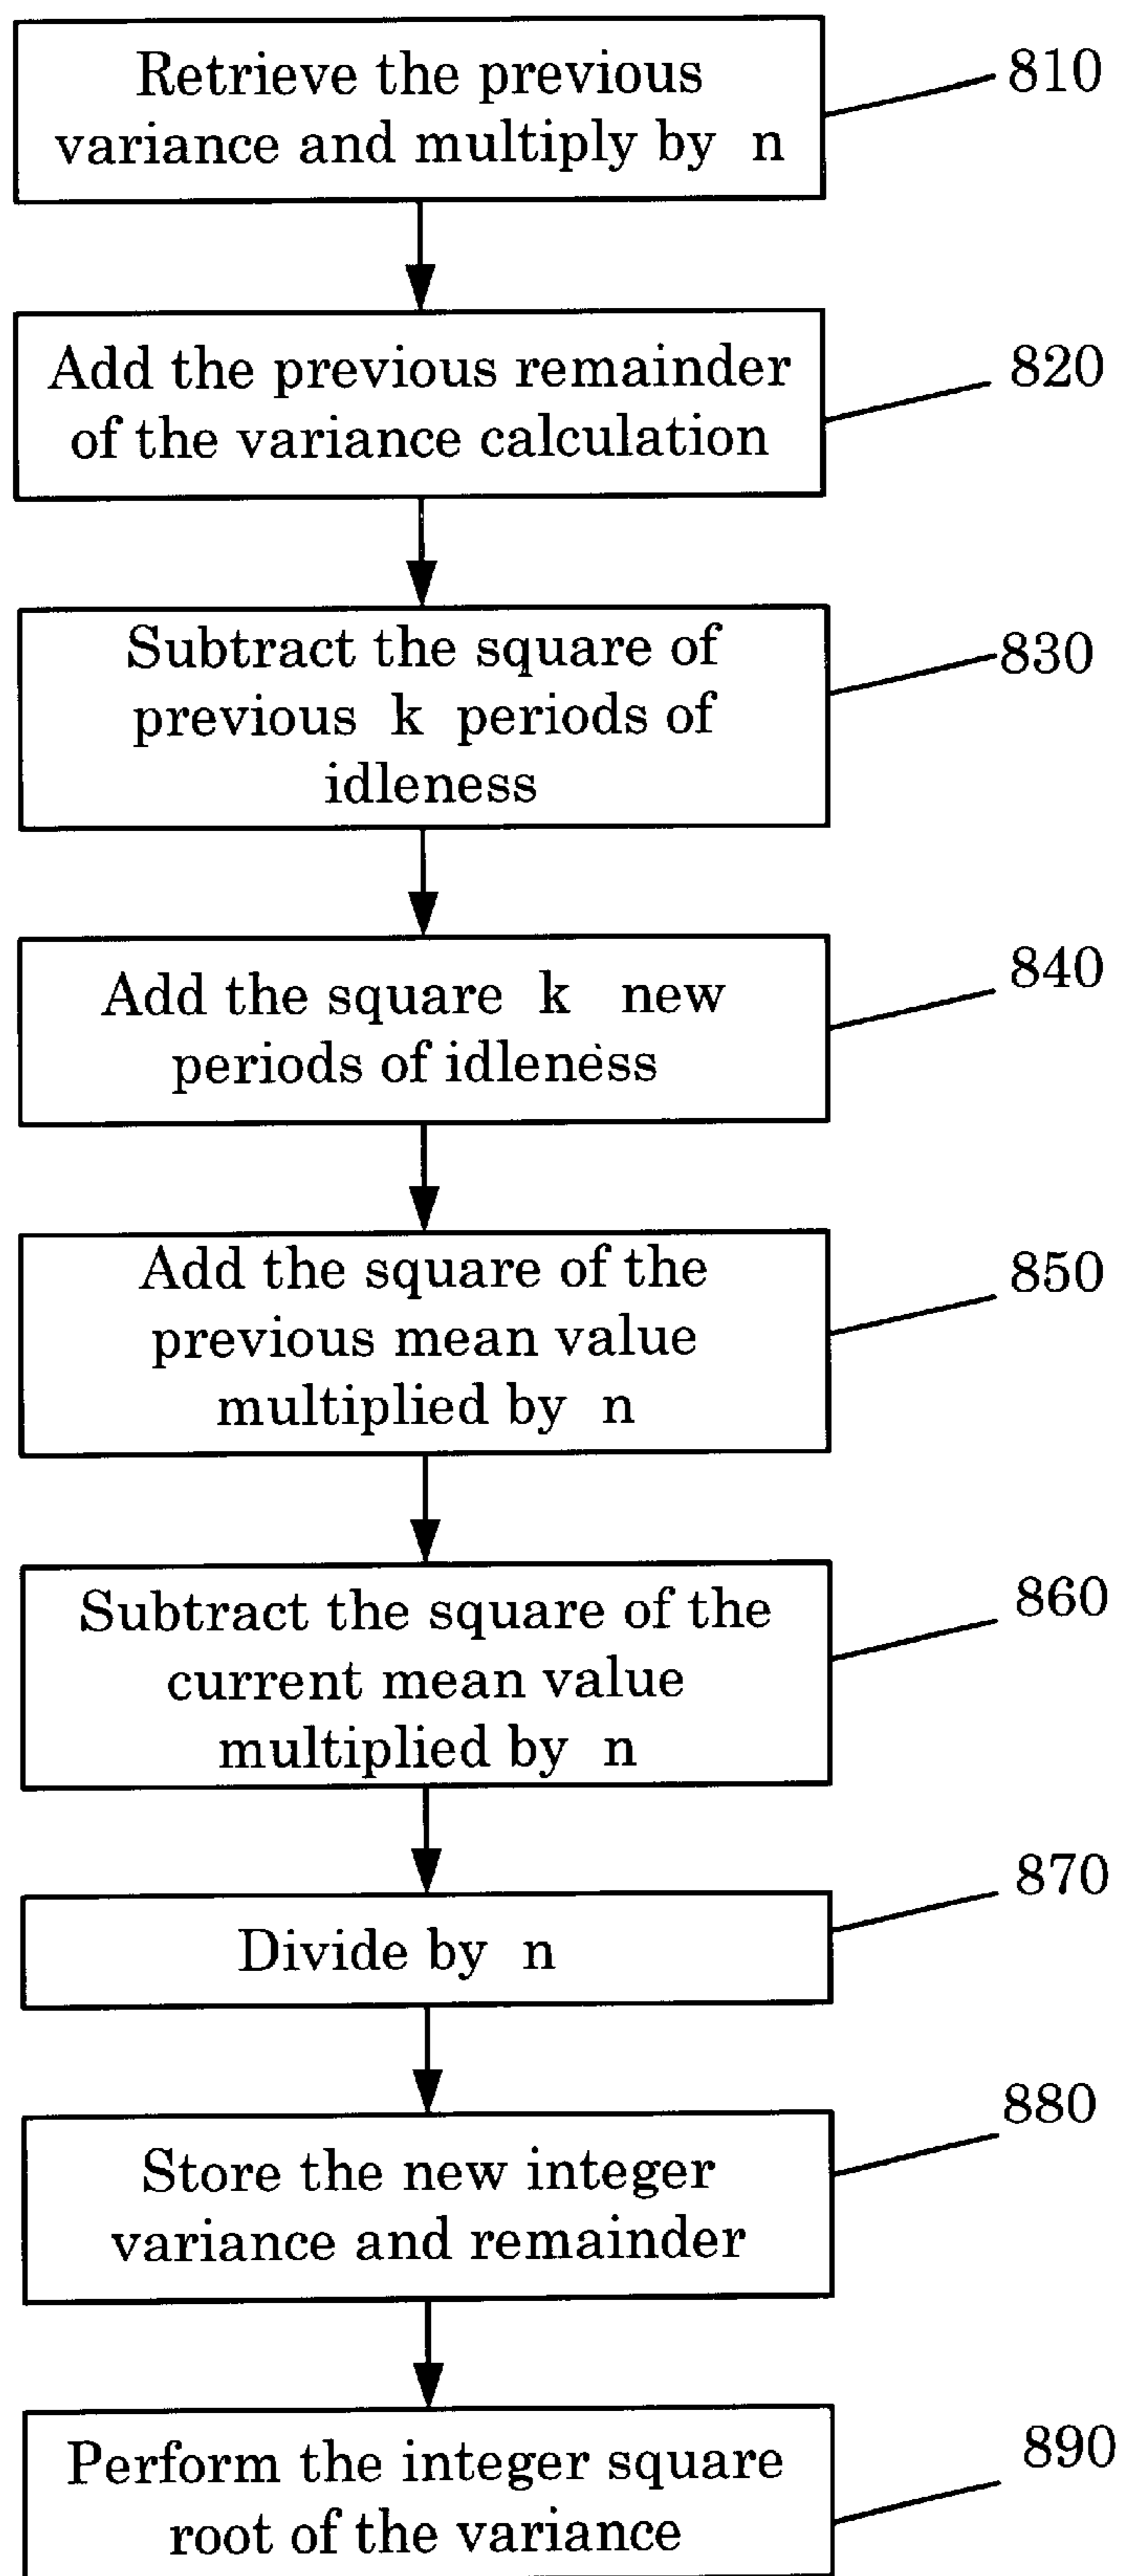 Retrieve the previous
variance and multiply by n
810
Add the previous remainder
of the variance calculation
820
Subtract the square of
previous k periods of
idleness
830
Add the square k new
periods of idleness
840
Add the square of the
previous mean value
multiplied by n
850
Subtract the square of the
current mean value
multiplied by n
860
Divide by n
870
Store the new integer
variance and remainder
880
Perform the integer square
root of the variance
890